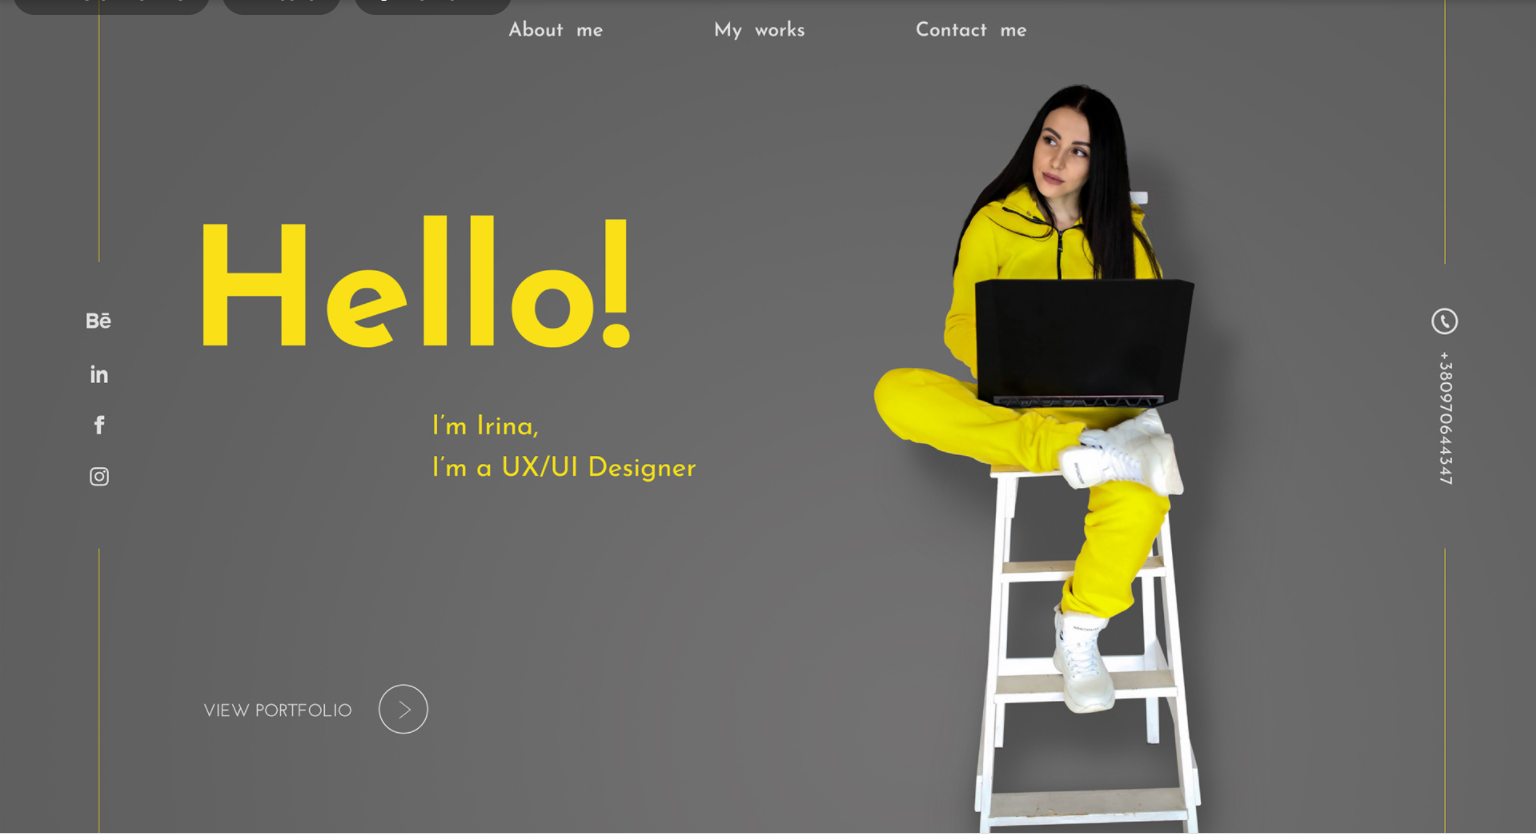 About me
My works
Contact me
Hello!
Bē
in
f
I'm Irina,
I'm a UX/UI Designer
+380970644347
VIEW PORTFOLIO